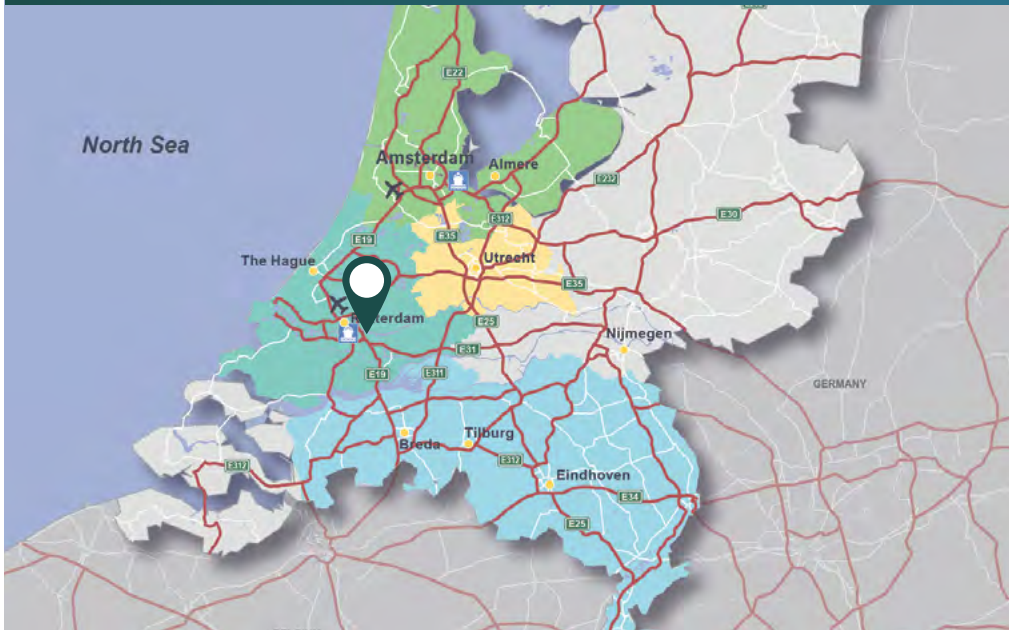 E22
North Sea
Amsterdam
Almere
E232
E30
E312
E19
E35
Utrecht
The Hague
E35
Rotterdam
E25
Nijmegen
E31
E19
E311
GERMANY
Breda
Tilburg
E312
E312
Eindhoven
E34
E25